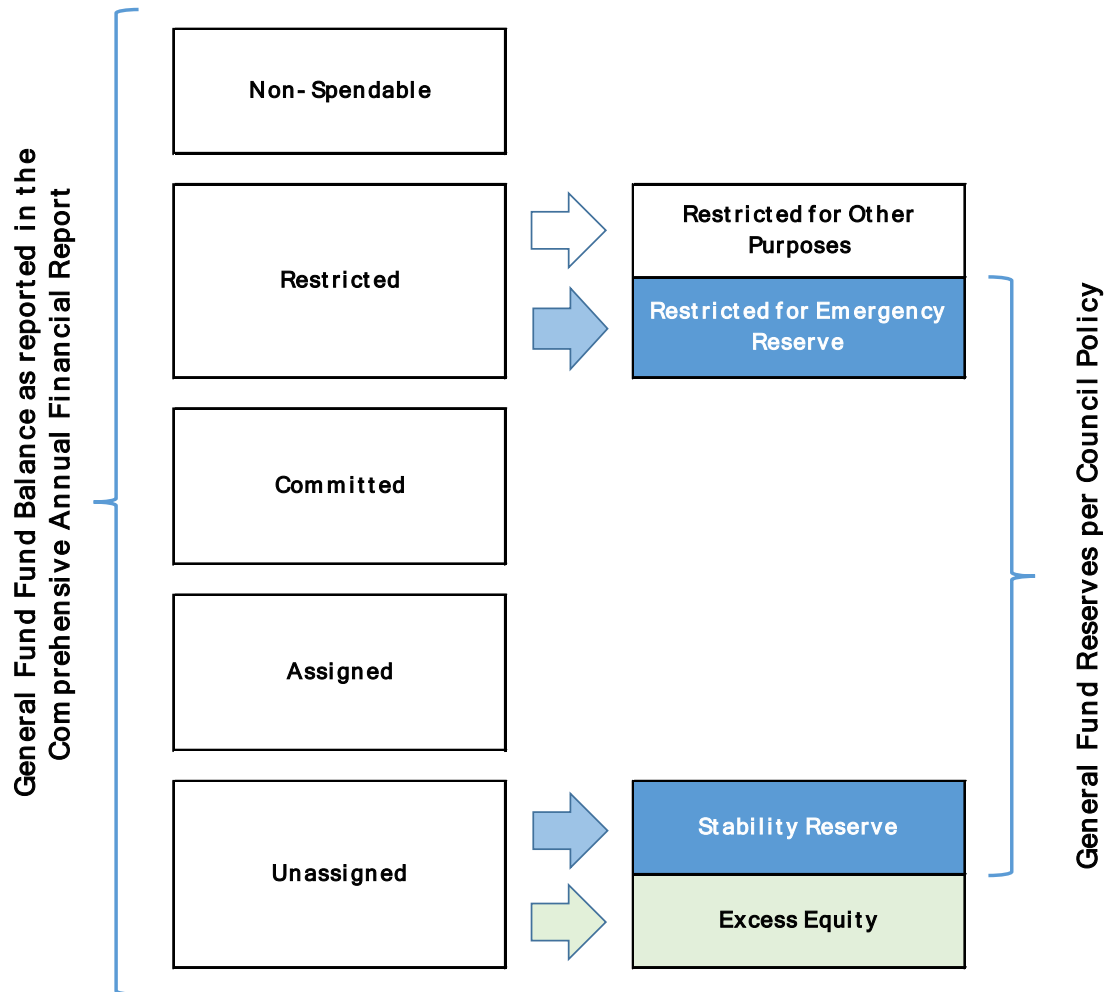 General Fund Fund Balance as reported in the
Comprehensive Annual Financial Report
Non-Spendable
Restricted
Restricted for Other
Purposes
Restricted for Emergency
Reserve
Committed
Assigned
Unassigned
Stability Reserve
Excess Equity
General Fund Reserves per Council Policy